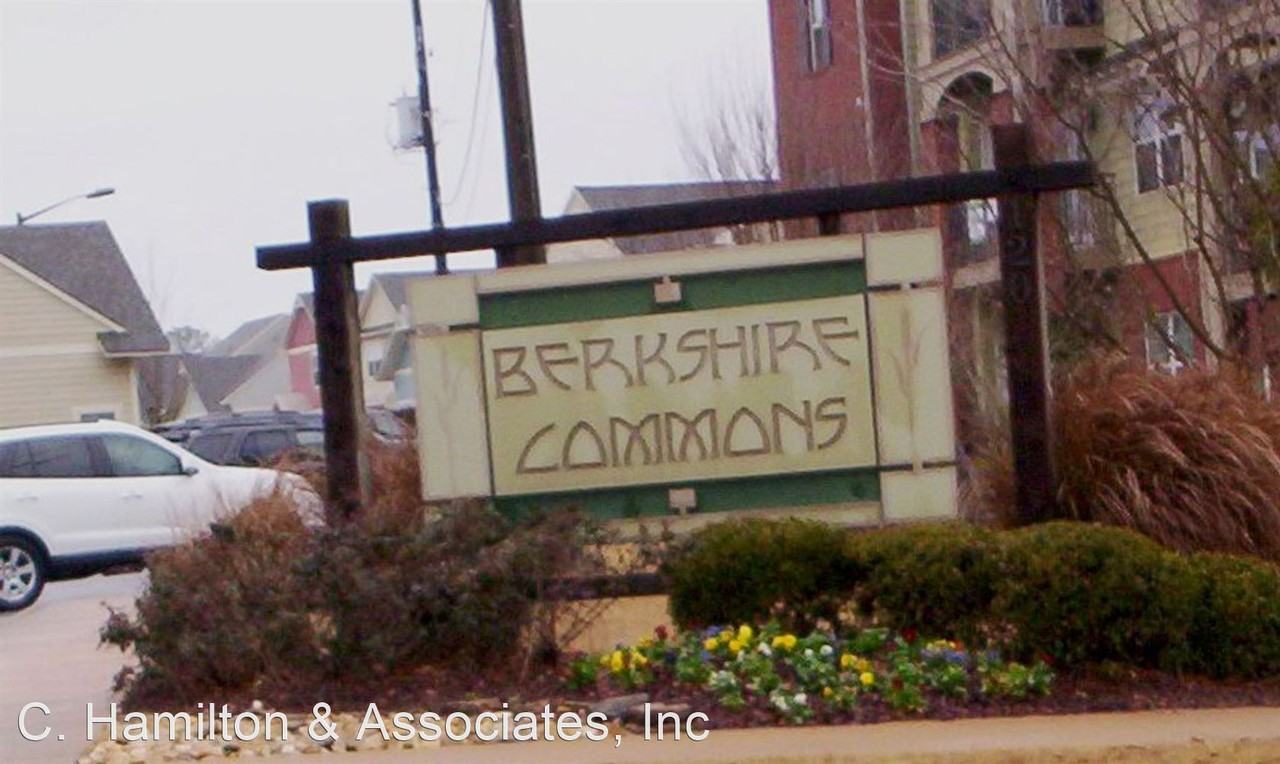 BERKSHIRE
COMMONS
C. Hamilton & Associates, Inc